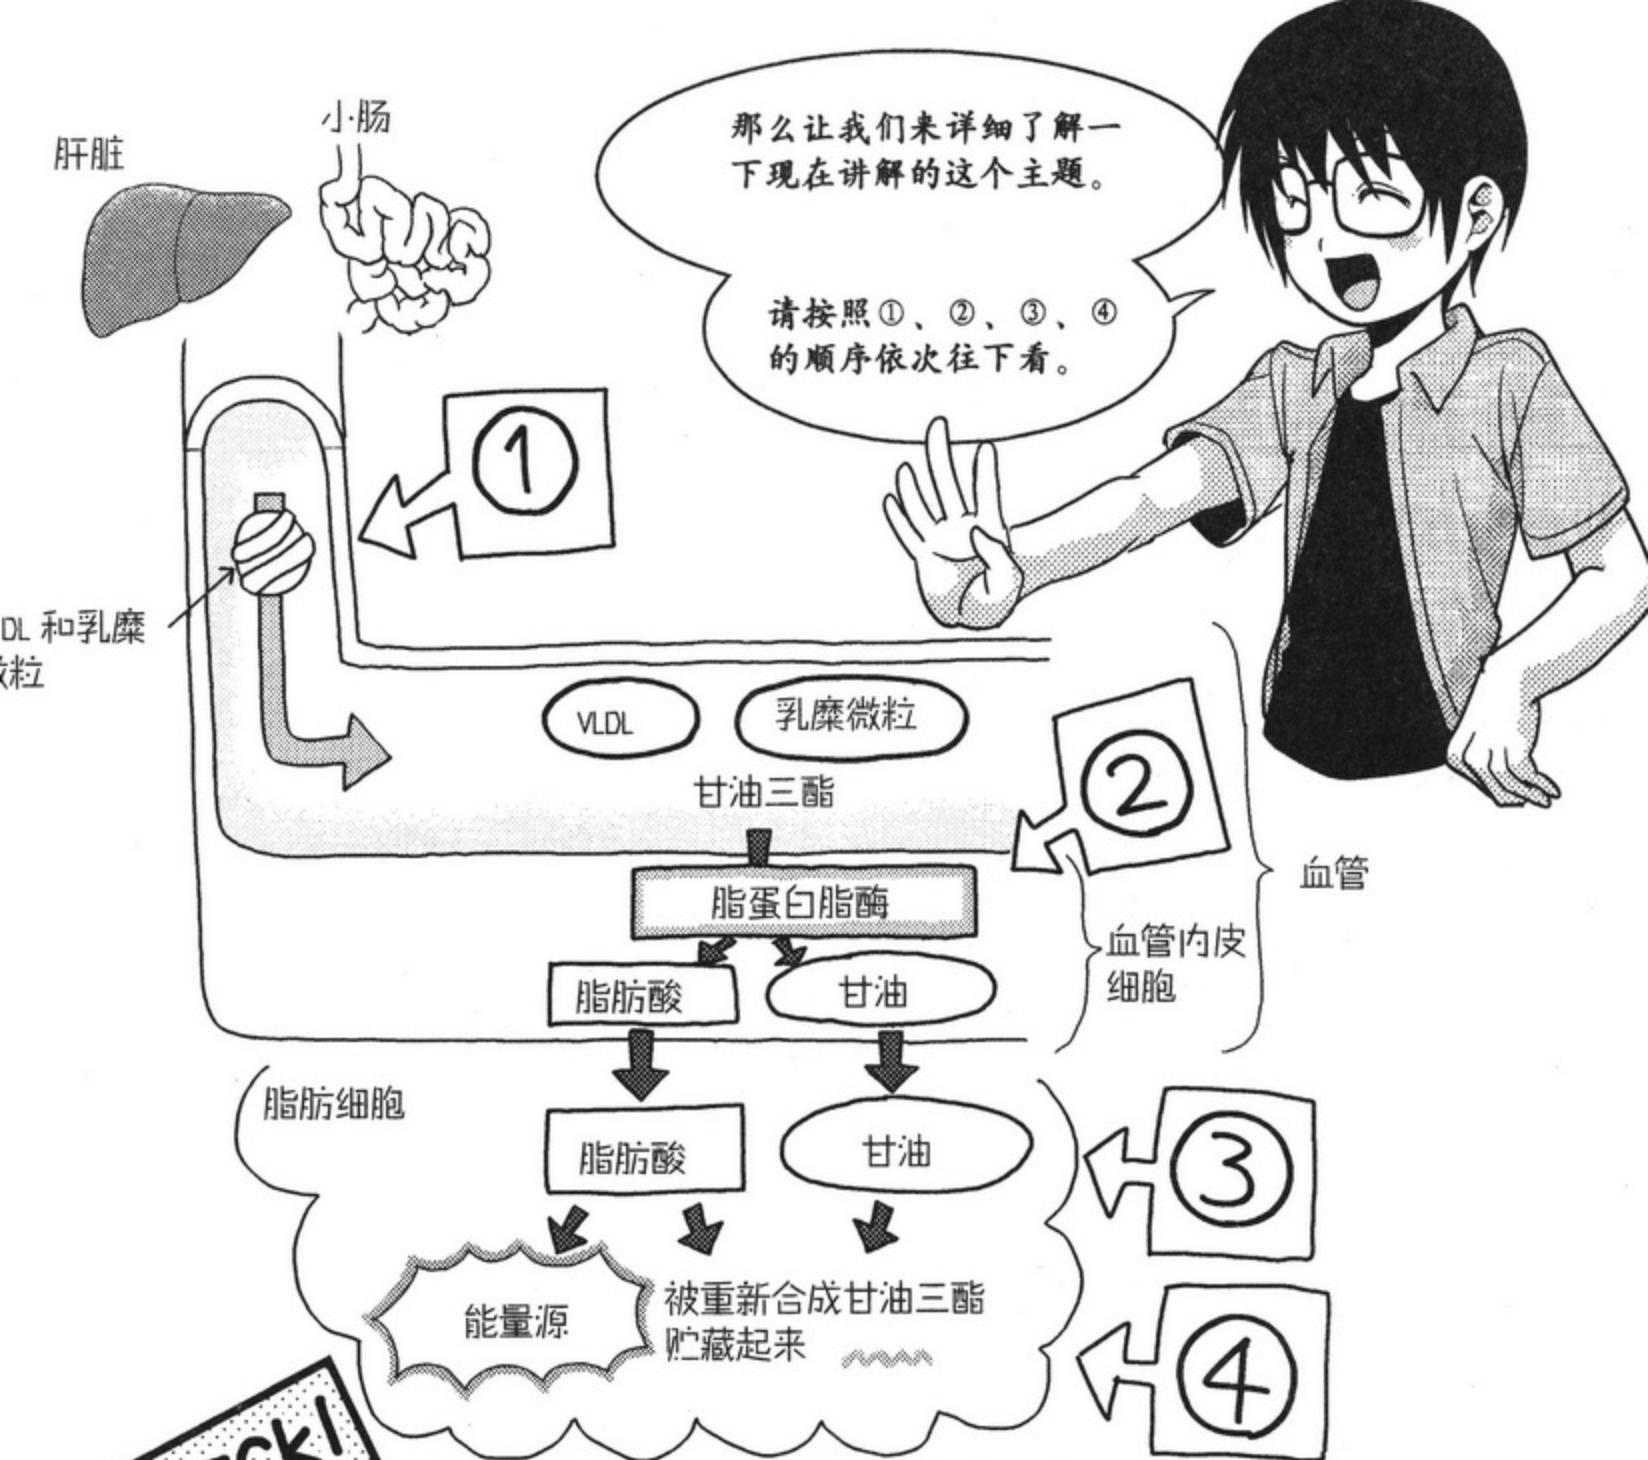 小肠
肝脏
那么让我们来详细了解一
下现在讲解的这个主题。
请按照①、②、③、④
的顺序依次往下看。
①
DL 和乳糜
微粒
VLDL
乳糜微粒
甘油三酯
②
脂蛋白脂酶
血管
血管内皮
细胞
脂肪酸
甘油
脂肪细胞
脂肪酸
甘油
③
能量源
被重新合成甘油三酯
贮藏起来
④